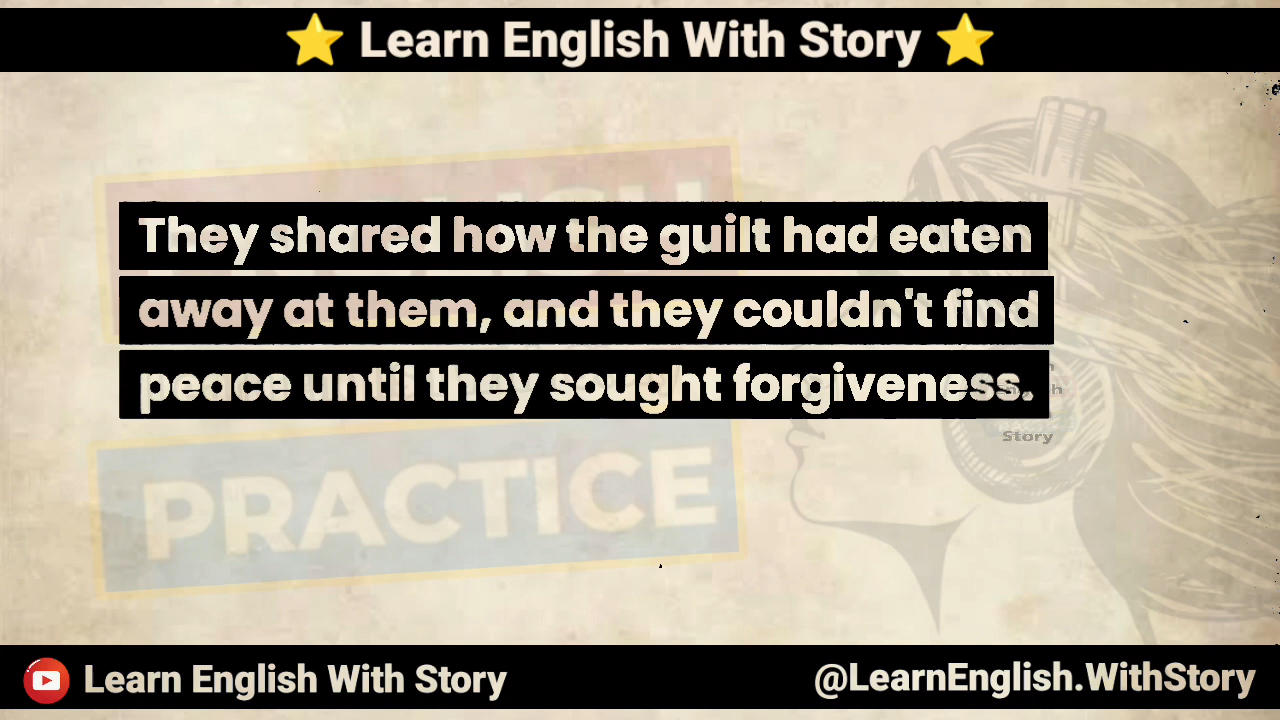 Learn English With Story
They shared how the guilt had eaten
away at them, and they couldn't find
peace until they sought forgiveness.
Story
PRACTICE
Learn English With Story
@LearnEnglish.WithStory